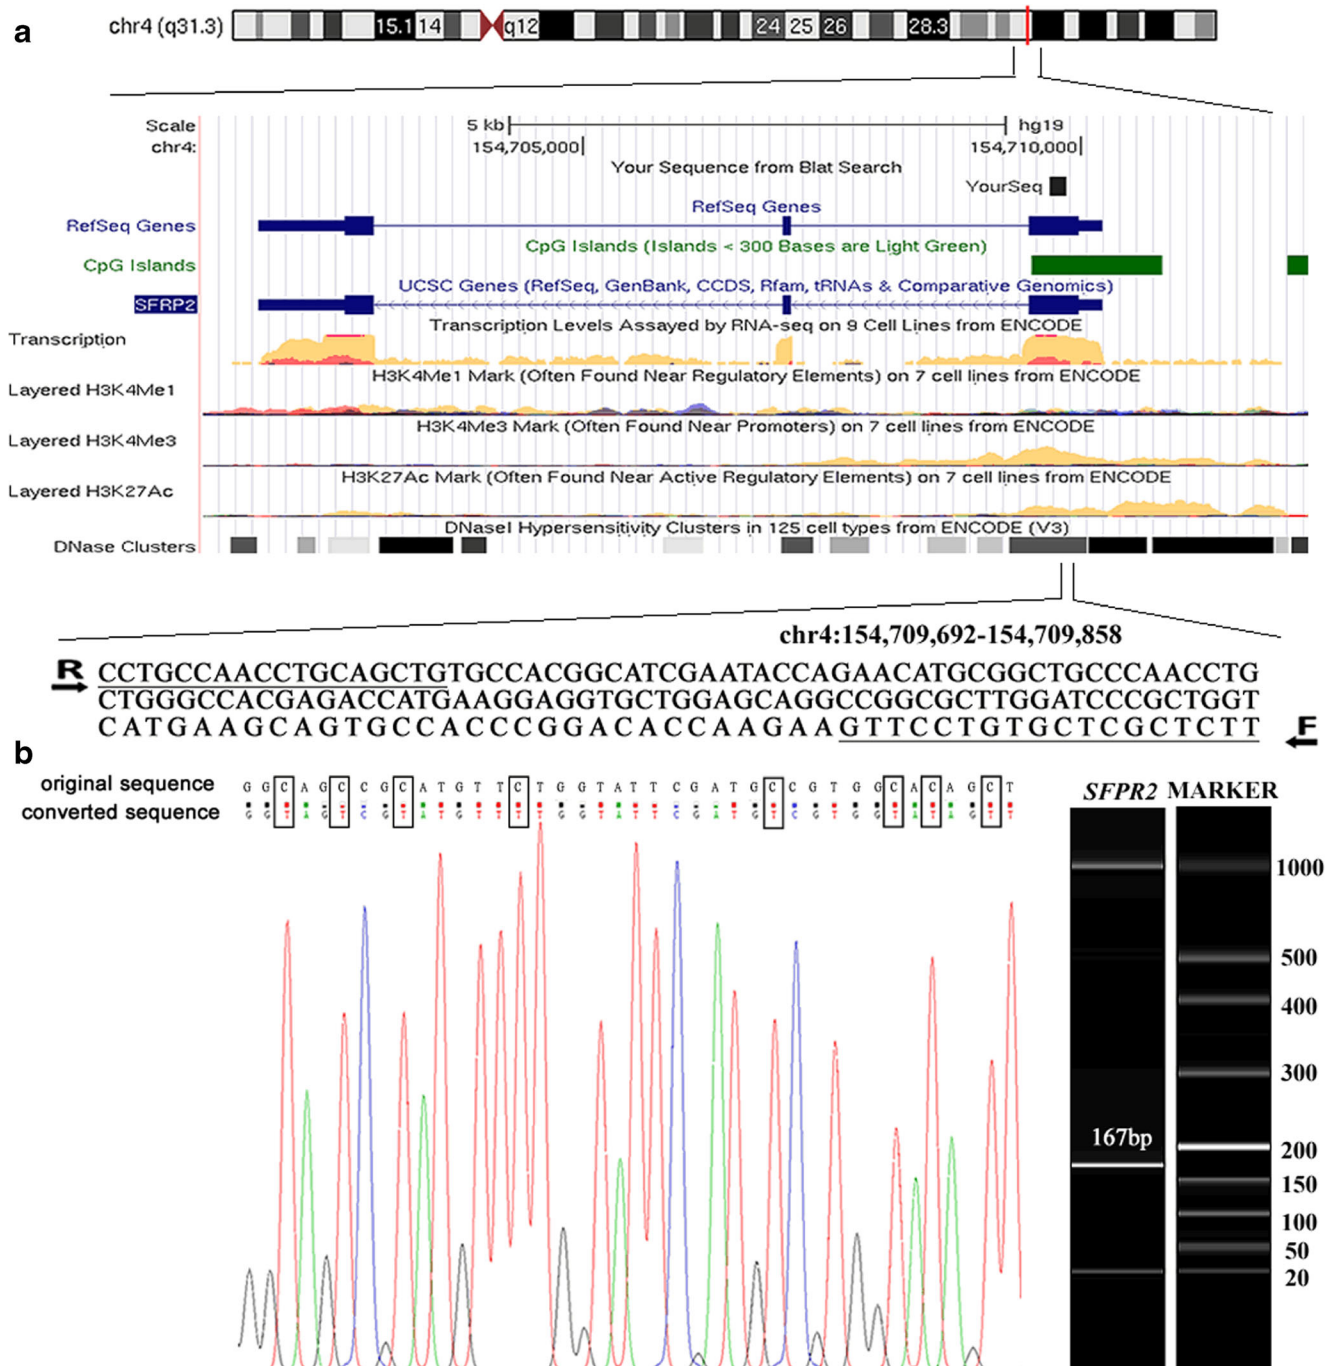 a
chr4 (q31.3) 15.1 14 q12 24 25 26 28.3
Scale 5 kb hg19
chr4: 154,705,000 154,710,000
Your Sequence from Blat Search
YourSeq
RefSeq Genes
RefSeq Genes
CpG Islands (Islands < 300 Bases are Light Green)
CpG Islands
UCSC Genes (RefSeq, GenBank, CCDS, Rfam, tRNAs & Comparative Genomics)
SFRP2
Transcription Levels Assayed by RNA-seq on 9 Cell Lines from ENCODE
Transcription
H3K4Me1 Mark (Often Found Near Regulatory Elements) on 7 cell lines from ENCODE
Layered H3K4Me1
H3K4Me3 Mark (Often Found Near Promoters) on 7 cell lines from ENCODE
Layered H3K4Me3
H3K27Ac Mark (Often Found Near Active Regulatory Elements) on 7 cell lines from ENCODE
Layered H3K27Ac
DNaseI Hypersensitivity Clusters in 125 cell types from ENCODE (V3)
DNase Clusters
chr4:154,709,692-154,709,858
R CCTGCCAACCTGCAGCTGTGCCACGGCATCGAATACCAGAACATGCGGCTGCCCAACCTG
CTGGGCCACGAGACCATGAAGGAGGTGCTGGAGCAGGCCGGCGCTTGGATCCCGCTGGT
CATGAAGCAGTGCCACCCGGACACCAAGAAGTTCCTGTGCTCGCTCTT F
b
original sequence G G C A G C C G C A T G T T C T G G T A T T C G A T G C C G T G G C A C A G C T
converted sequence G G T A G T C G T A T G T T T T G G T A T T C G A T G T C G T G G T A T A G T T
SFPR2 MARKER
1000
500
400
300
167bp
200
150
100
50
20